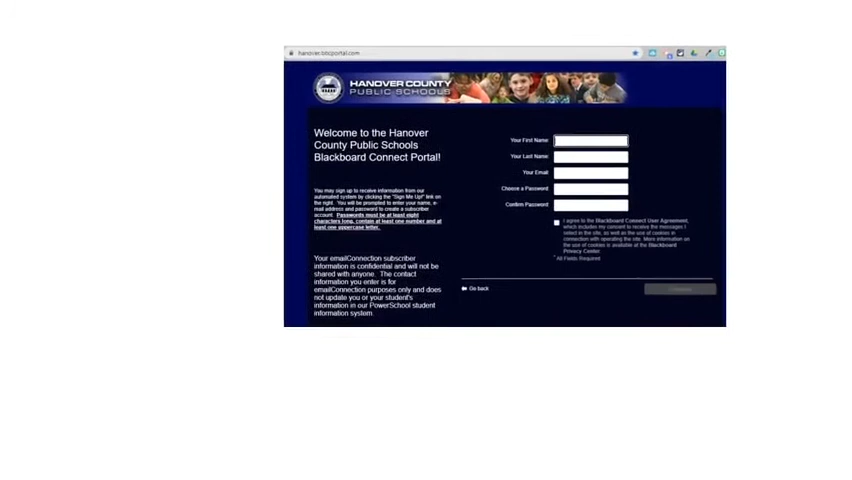 hanover.bbcportal.com
HANOVER COUNTY
PUBLIC SCHOOLS
Welcome to the Hanover
County Public Schools
Blackboard Connect Portal!
You may sign up to receive information from our
automated system by clicking the "Sign Me Up!" link on
the right. You will be prompted to enter your name, e-
mail address and password to create a subscriber
account. Passwords must be at least eight
characters long, contain at least one number and at
least one uppercase letter.
Your emailConnection subscriber
information is confidential and will not be
shared with anyone. The contact
information you enter is for
emailConnection purposes only and does
not update you or your student's
information in our PowerSchool student
information system.
Your First Name:
Your Last Name:
Your Email:
Choose a Password:
Confirm Password:
I agree to the Blackboard Connect User Agreement,
which includes my consent to receive the messages I
select in the site, as well as the use of cookies in
connection with operating the site. More information on
the use of cookies is available at the Blackboard
Privacy Center.
* All Fields Required
Go back